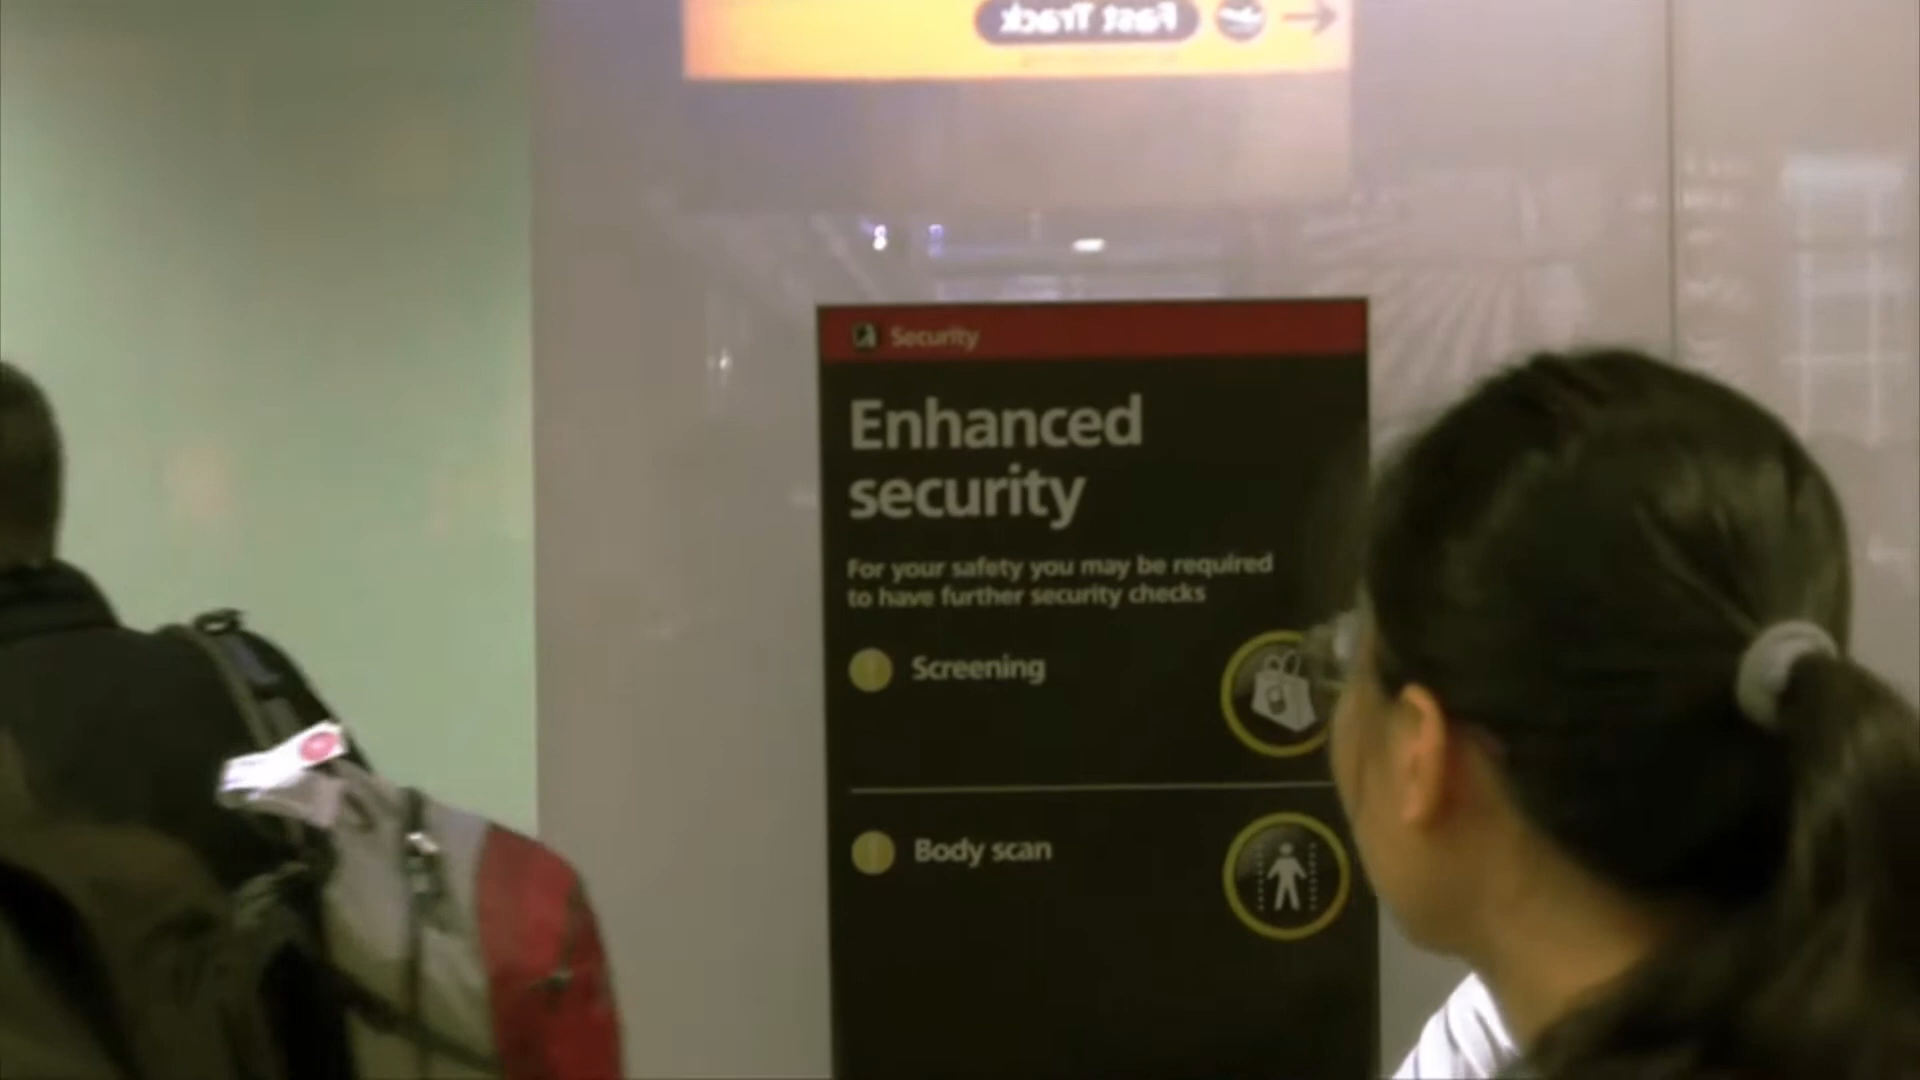 Fast Track
Security
Enhanced
security
For your safety you may be required
to have further security checks
Screening
Body scan